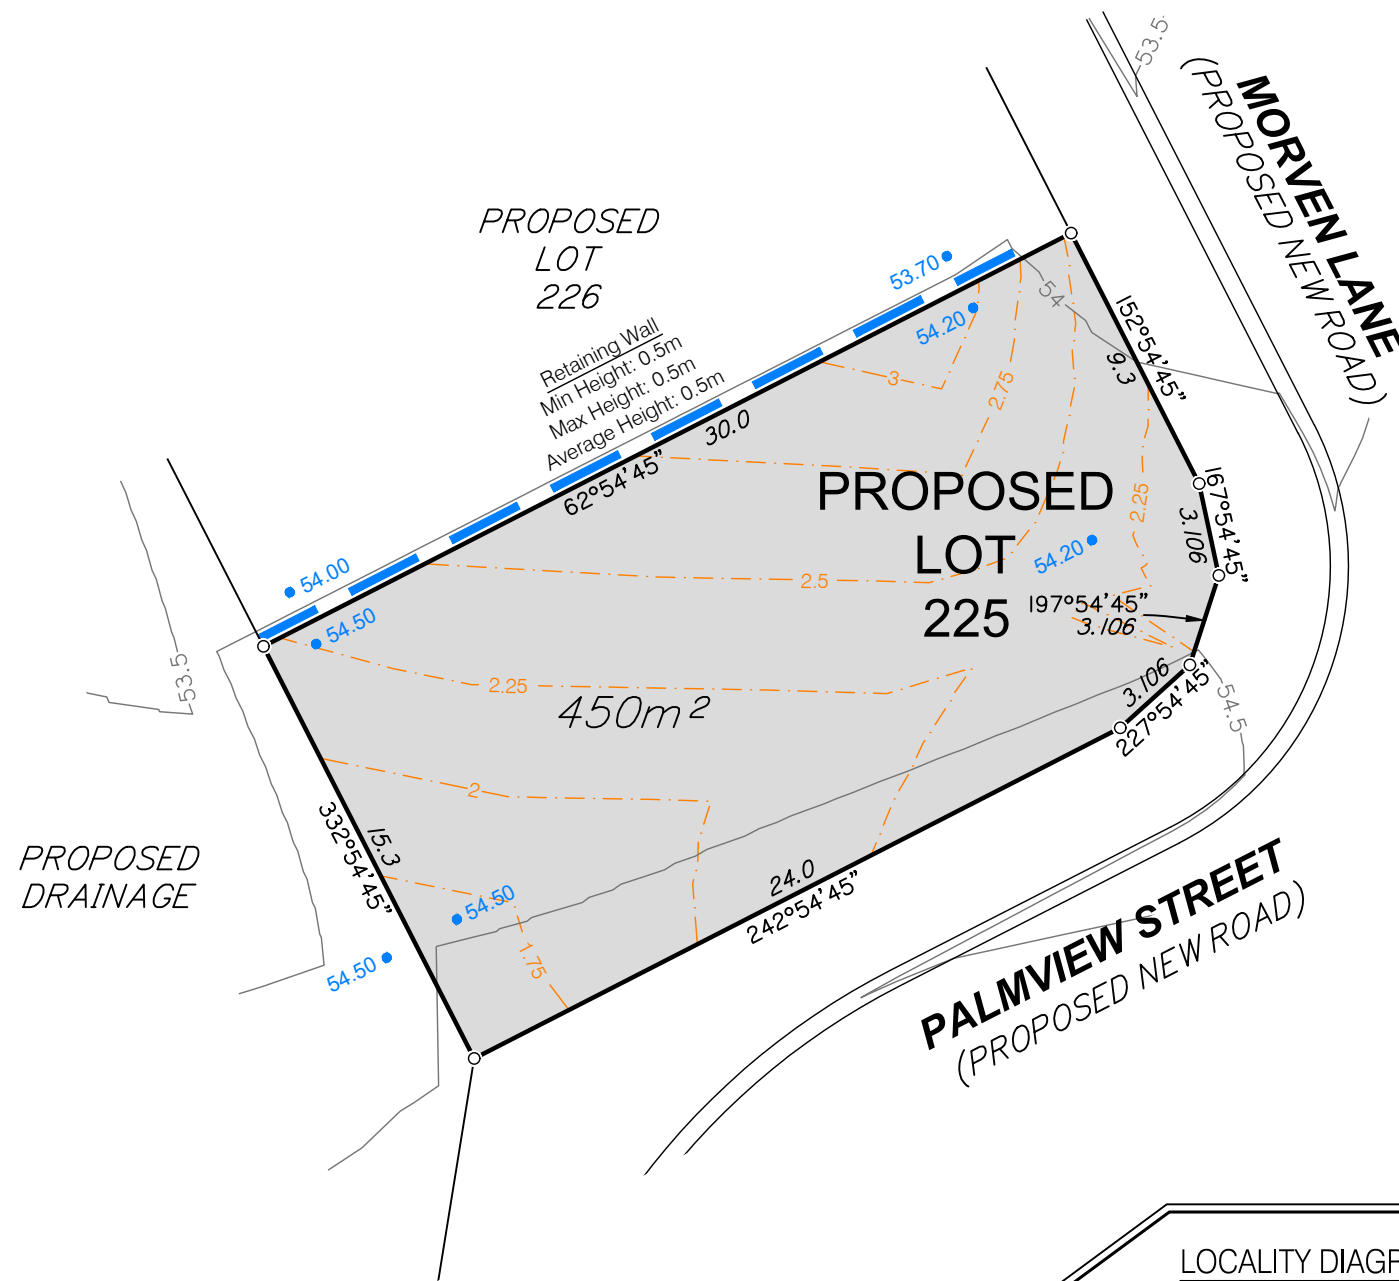 53.5
MORVEN LANE
(PROPOSED NEW ROAD)
PROPOSED
LOT
226
53.70
54.20
54
152°54'45"
9.3
Retaining Wall
Min Height: 0.5m
Max Height: 0.5m
Average Height: 0.5m
30.0
62°54'45"
3
2.75
2.25
167°54'45"
3.106
PROPOSED
LOT
225
54.20
197°54'45"
3.106
2.5
54.00
54.50
53.5
2.25
450m²
3.106
227°54'45"
54.5
2
15.3
332°54'45"
PROPOSED
DRAINAGE
24.0
242°54'45"
54.50
54.50
1.75
PALMVIEW STREET
(PROPOSED NEW ROAD)
LOCALITY DIAGR